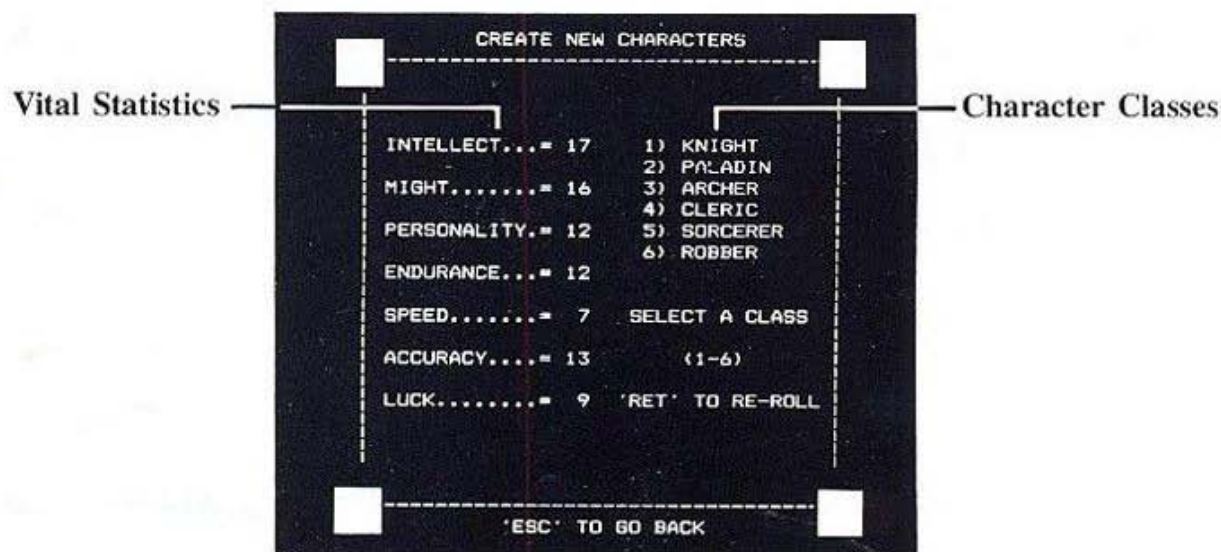 CREATE NEW CHARACTERS
Vital Statistics
Character Classes
INTELLECT...= 17
1) KNIGHT
2) PALADIN
MIGHT.......= 16
3) ARCHER
4) CLERIC
PERSONALITY.= 12
5) SORCERER
6) ROBBER
ENDURANCE...= 12
SPEED.......= 7
SELECT A CLASS
ACCURACY....= 13
(1-6)
LUCK........= 9
'RET' TO RE-ROLL
'ESC' TO GO BACK